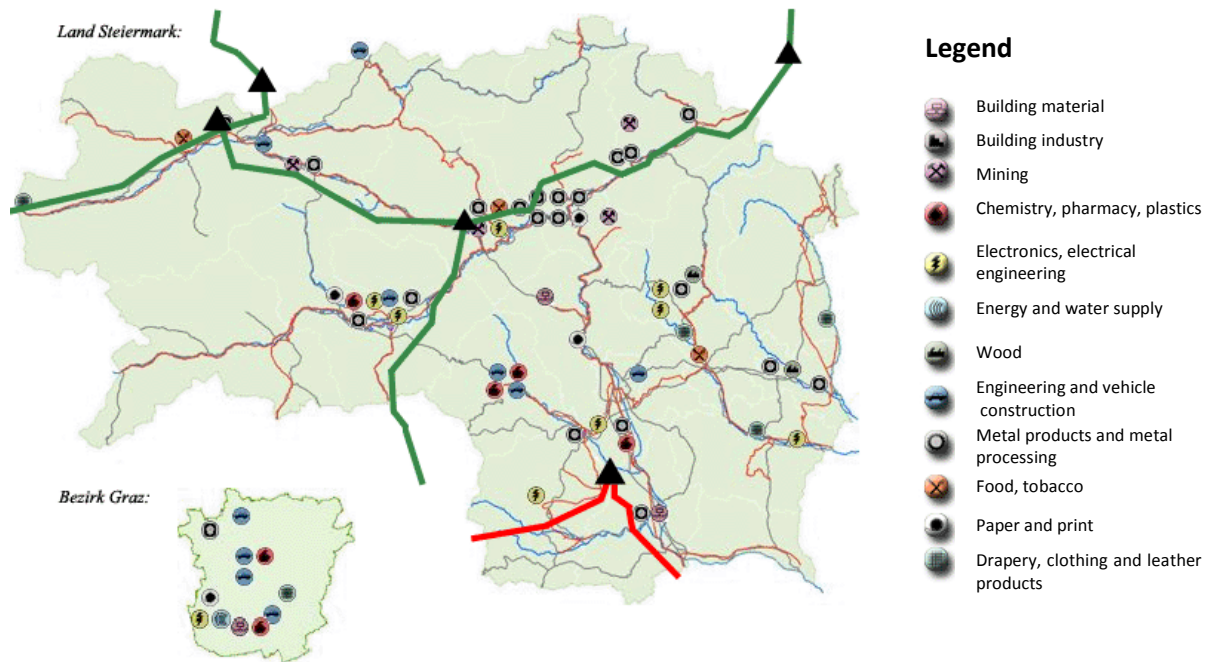 Land Steiermark:
Bezirk Graz:
Legend
Building material
Building industry
Mining
Chemistry, pharmacy, plastics
Electronics, electrical
engineering
Energy and water supply
Wood
Engineering and vehicle
construction
Metal products and metal
processing
Food, tobacco
Paper and print
Drapery, clothing and leather
products